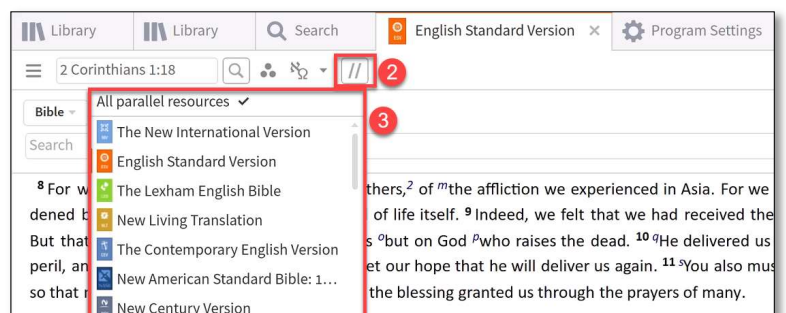 Library Library Search English Standard Version × Program Settings
2 Corinthians 1:18 // 2
Bible All parallel resources ✓
3
The New International Version
Search English Standard Version
8 For w The Lexham English Bible thers,2 of mthe affliction we experienced in Asia. For we
dened b New Living Translation of life itself. 9 Indeed, we felt that we had received the
But that The Contemporary English Version s obut on God pwho raises the dead. 10 qHe delivered us
peril, an New American Standard Bible: 1… et our hope that he will deliver us again. 11 sYou also mus
so that New Century Version the blessing granted us through the prayers of many.